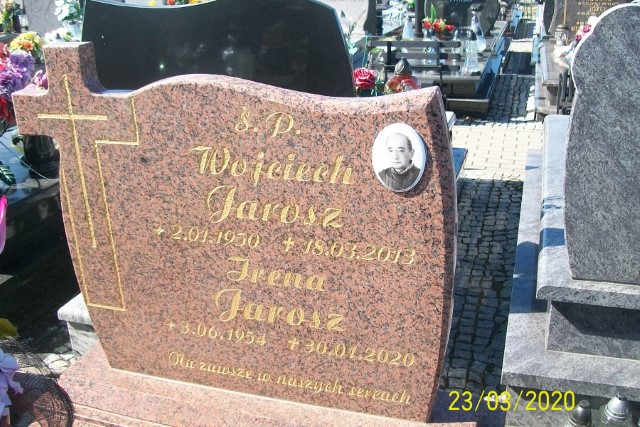 Ś. P.
Wojciech
Jarosz
+ 2.01.1950 + 18.03.2013
Irena
Jarosz
+ 3.06.1954 + 30.01.2020
Na zawsze w naszych sercach
23/03/2020